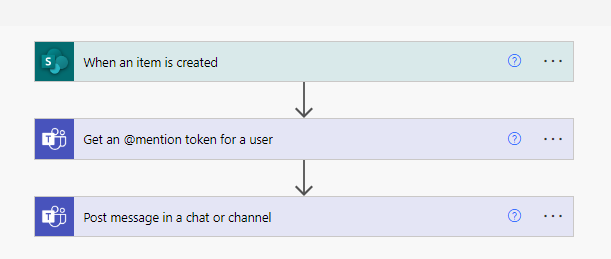 S
When an item is created
?
...
T
Get an @mention token for a user
?
...
T
Post message in a chat or channel
?
...